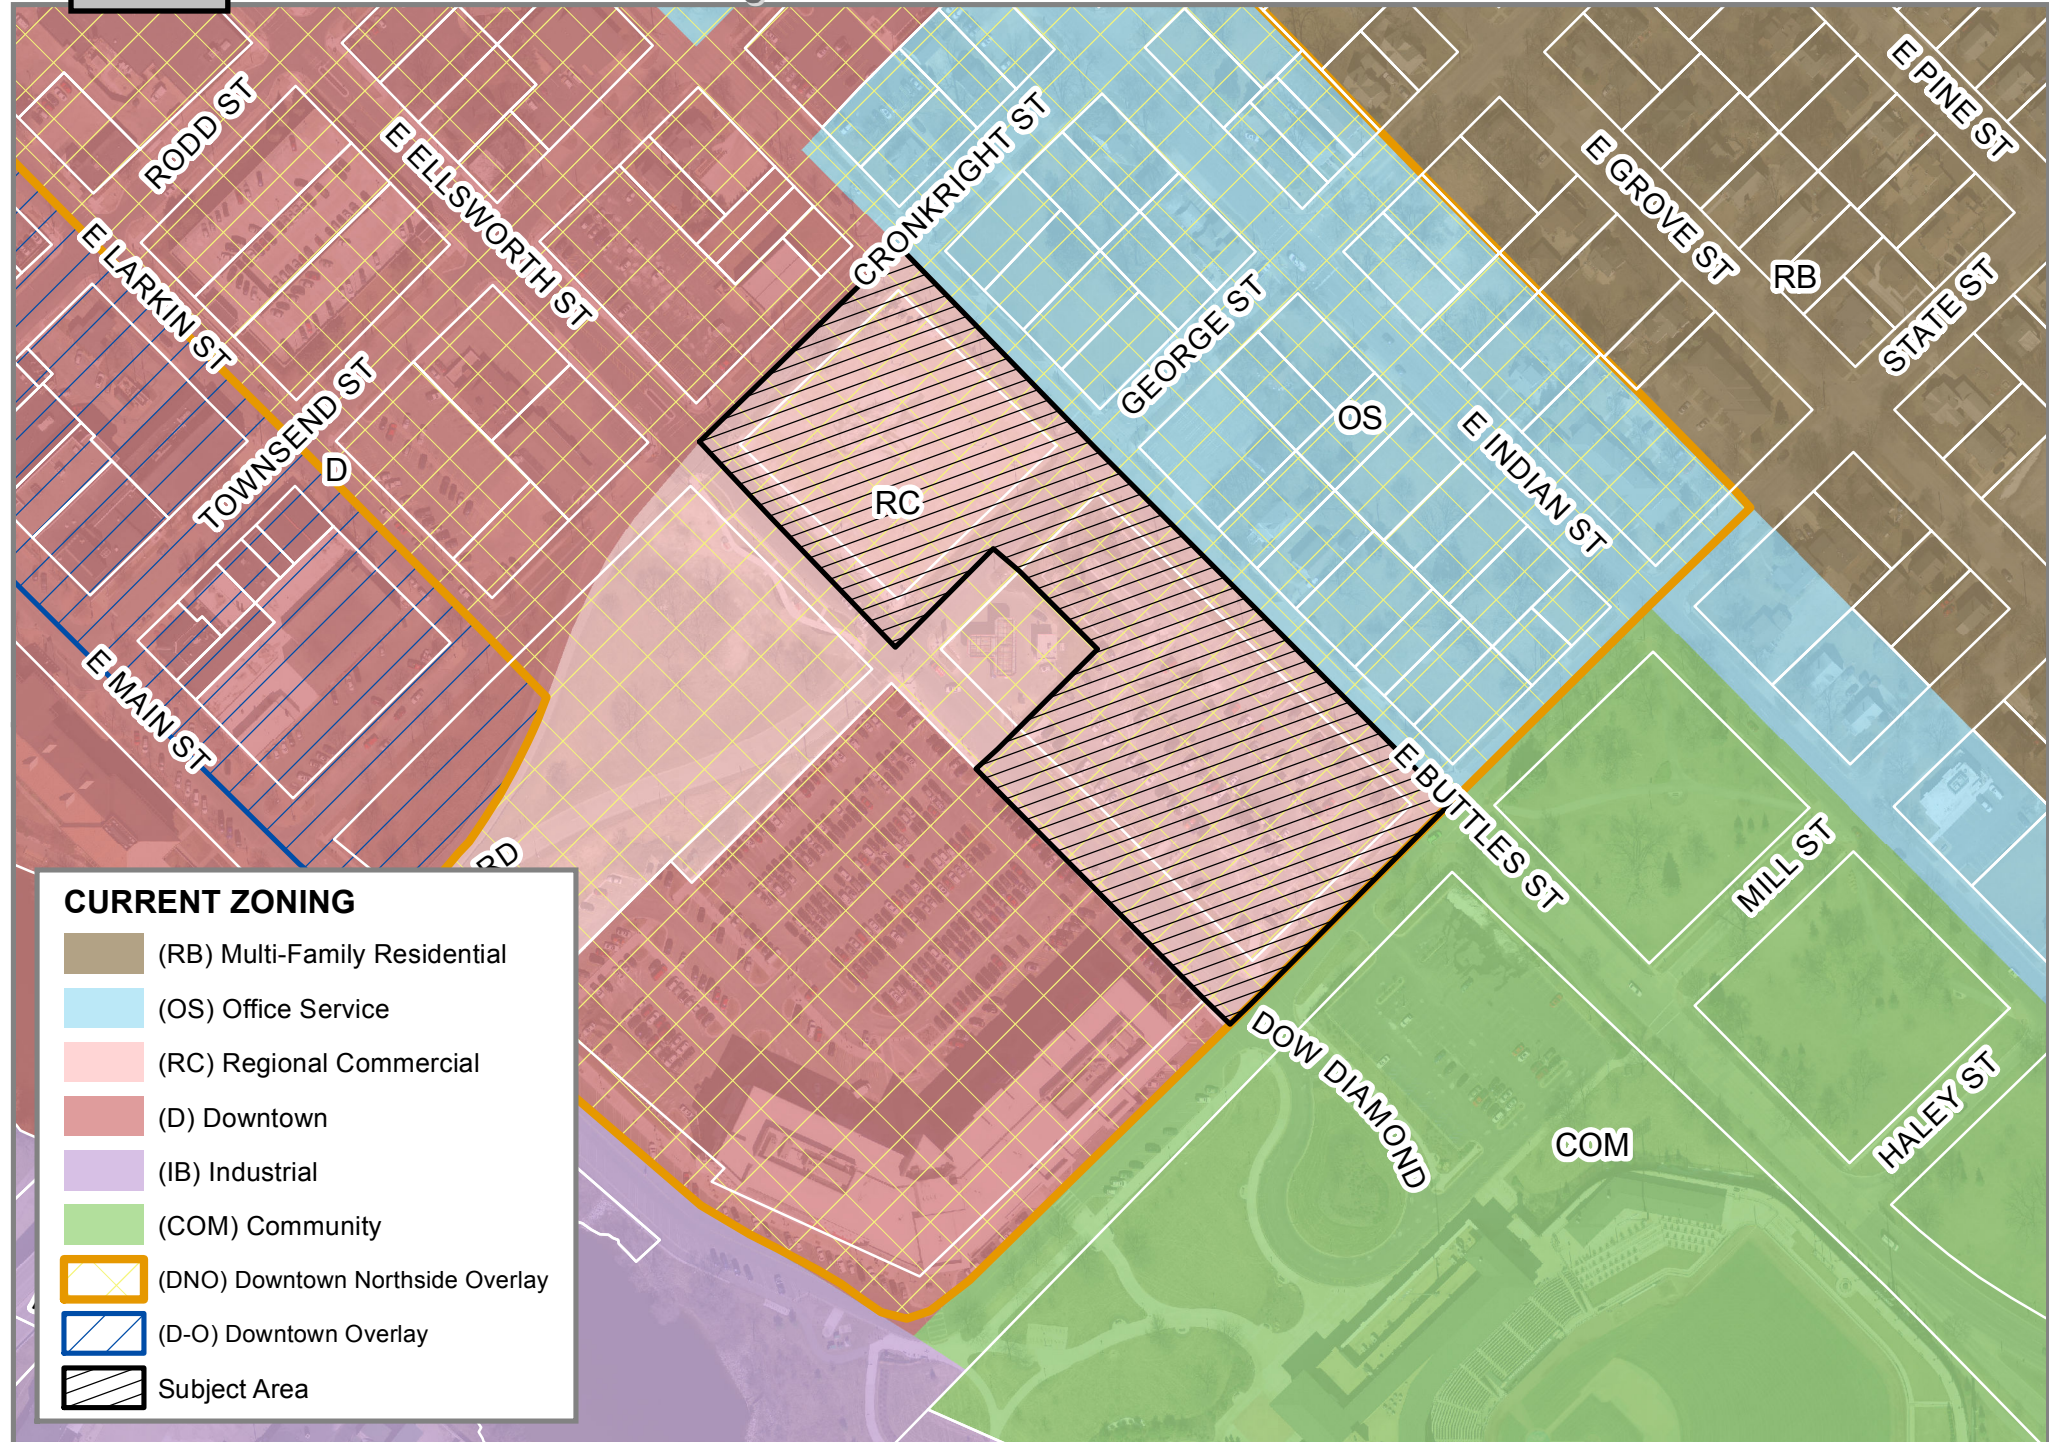 E PINE ST
RODD ST
E ELLSWORTH ST
CRONKRIGHT ST
E GROVE ST
RB
STATE ST
E LARKIN ST
GEORGE ST
TOWNSEND ST
D
OS
E INDIAN ST
RC
E MAIN ST
E BUTTLES ST
MILL ST
RD
DOW DIAMOND
COM
HALEY ST
CURRENT ZONING
(RB) Multi-Family Residential
(OS) Office Service
(RC) Regional Commercial
(D) Downtown
(IB) Industrial
(COM) Community
(DNO) Downtown Northside Overlay
(D-O) Downtown Overlay
Subject Area